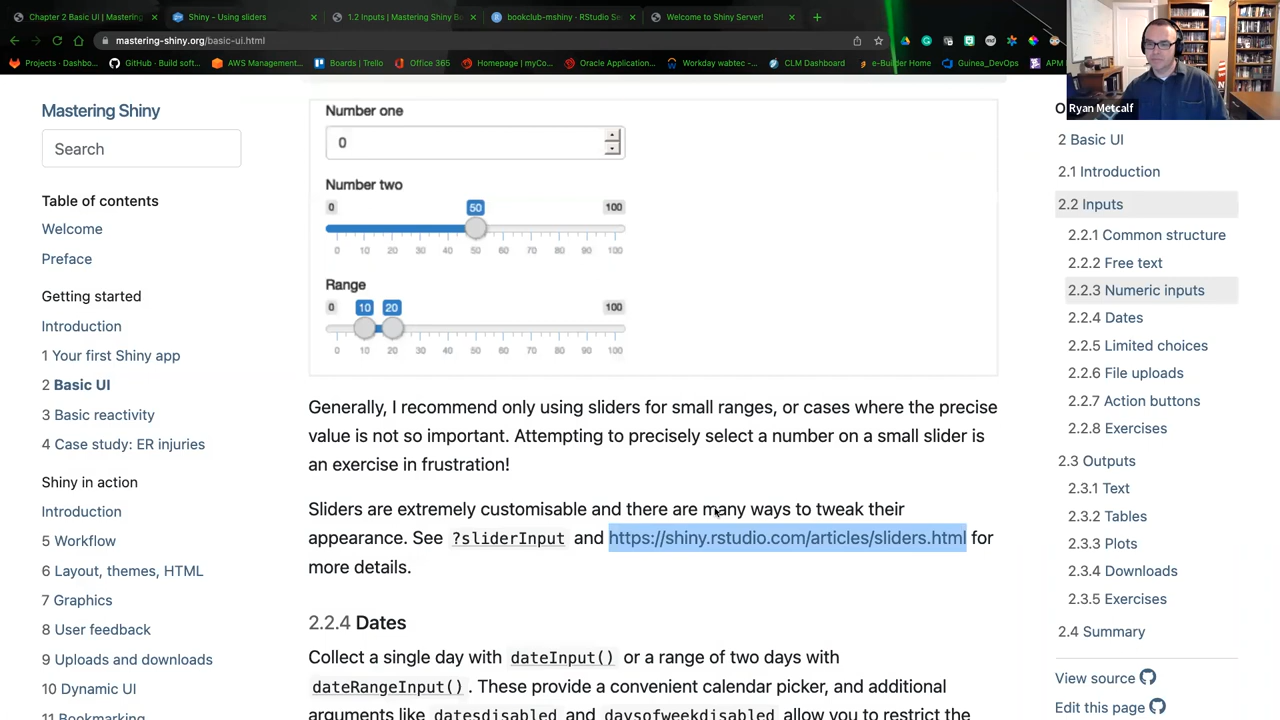 Chapter 2 Basic UI | Mastering
Shiny - Using sliders
1.2 Inputs | Mastering Shiny Bo
bookclub-mshiny - RStudio Se
Welcome to Shiny Server!
mastering-shiny.org/basic-ui.html
Projects · Dashbo...
GitHub · Build soft...
AWS Management...
Boards | Trello
Office 365
Homepage | myCo...
Oracle Application...
Workday wabtec -...
CLM Dashboard
e-Builder Home
Guinea_DevOps
APM
Ryan Metcalf
Mastering Shiny
Search
Table of contents
Welcome
Preface
Getting started
Introduction
1 Your first Shiny app
2 Basic UI
3 Basic reactivity
4 Case study: ER injuries
Shiny in action
Introduction
5 Workflow
6 Layout, themes, HTML
7 Graphics
8 User feedback
9 Uploads and downloads
10 Dynamic UI
11 Bookmarking
Number one
0
Number two
0 50 100
0 10 20 30 40 50 60 70 80 90 100
Range
0 10 20 100
0 10 20 30 40 50 60 70 80 90 100
Generally, I recommend only using sliders for small ranges, or cases where the precise
value is not so important. Attempting to precisely select a number on a small slider is
an exercise in frustration!
Sliders are extremely customisable and there are many ways to tweak their
appearance. See ?sliderInput and https://shiny.rstudio.com/articles/sliders.html for
more details.
2.2.4 Dates
Collect a single day with dateInput() or a range of two days with
dateRangeInput(). These provide a convenient calendar picker, and additional
arguments like datesdisabled and daysofweekdisabled allow you to restrict the
O
2 Basic UI
2.1 Introduction
2.2 Inputs
2.2.1 Common structure
2.2.2 Free text
2.2.3 Numeric inputs
2.2.4 Dates
2.2.5 Limited choices
2.2.6 File uploads
2.2.7 Action buttons
2.2.8 Exercises
2.3 Outputs
2.3.1 Text
2.3.2 Tables
2.3.3 Plots
2.3.4 Downloads
2.3.5 Exercises
2.4 Summary
View source
Edit this page